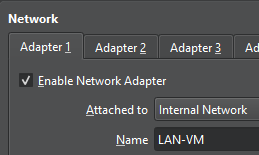 Network
Adapter 1 Adapter 2 Adapter 3
Enable Network Adapter
Attached to Internal Network
Name LAN-VM